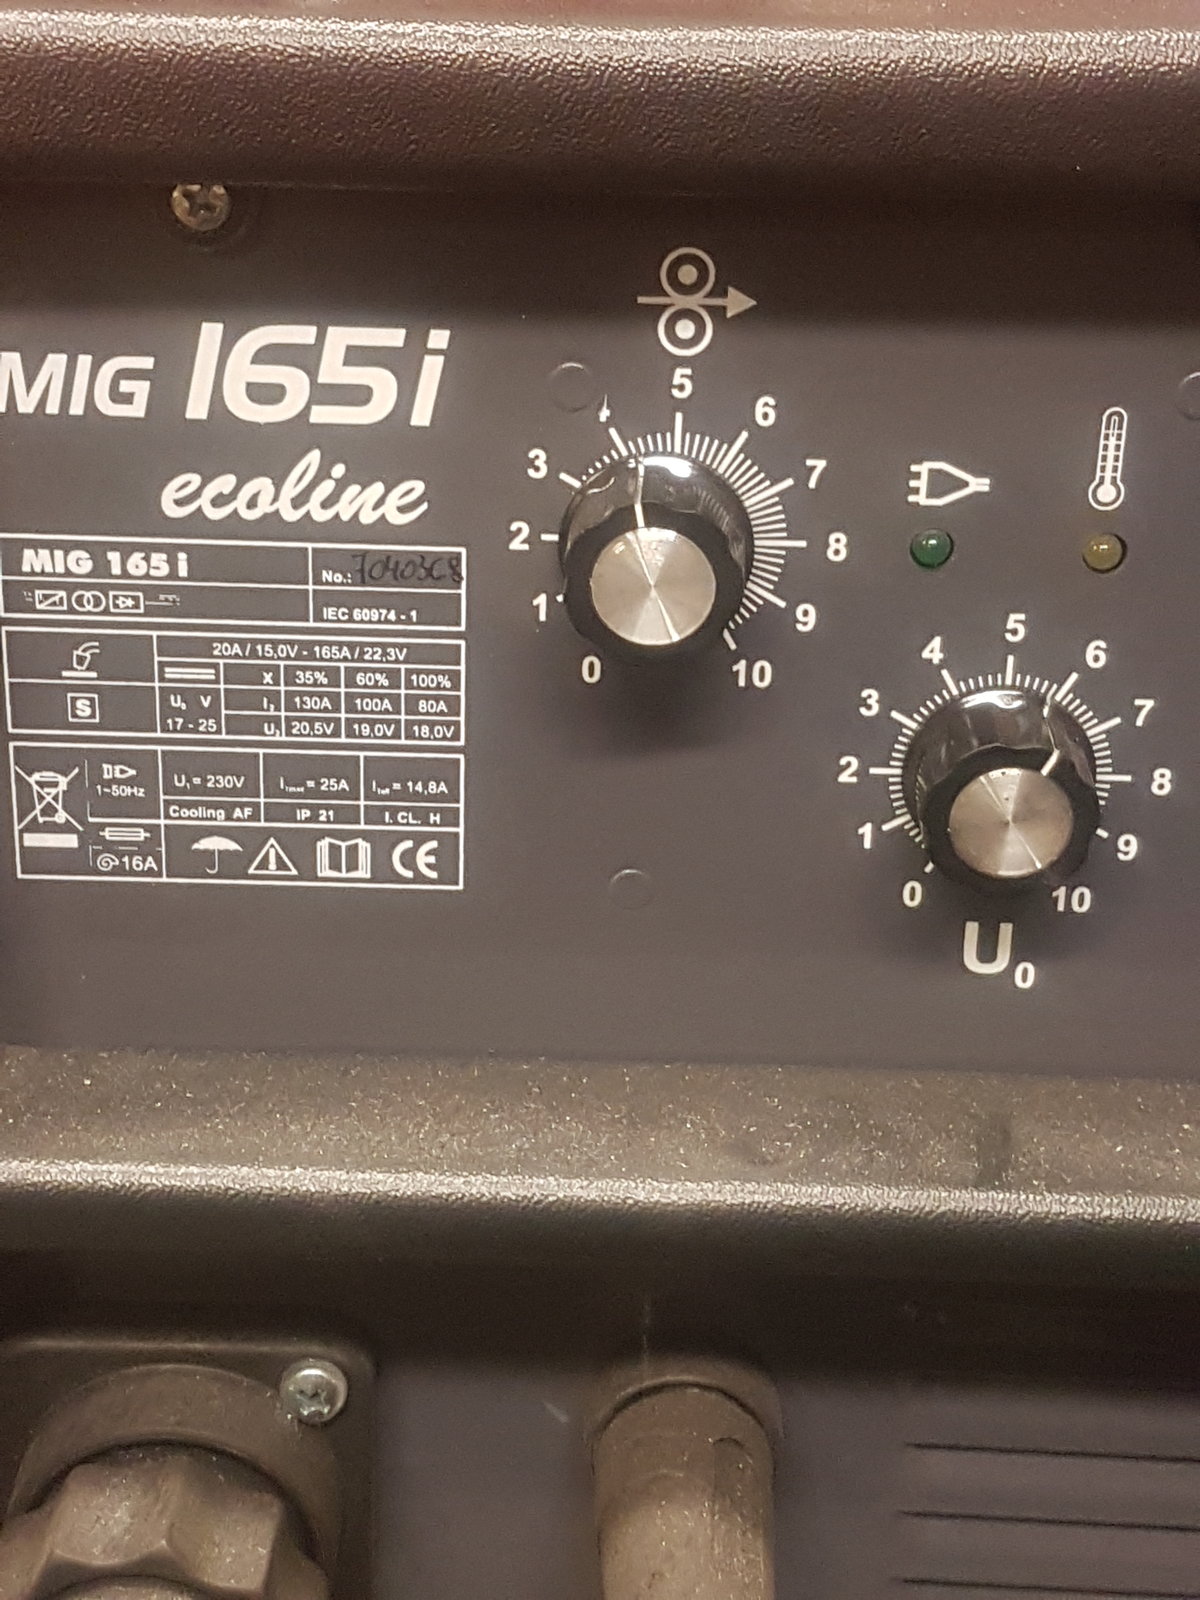 MIG 165i
ecoline
MIG 165 i
No.: 70403C8
IEC 60974 - 1
20A / 15,0V - 165A / 22,3V
X 35% 60% 100%
U₀ V
17 - 25
I₂ 130A 100A 80A
U₂ 20,5V 19,0V 18,0V
S
1~50Hz
U₁= 230V I₁max = 25A I₁eff = 14,8A
Cooling AF IP 21 I. CL. H
16A
CE
0 1 2 3 4 5 6 7 8 9 10
0 1 2 3 4 5 6 7 8 9 10
U₀